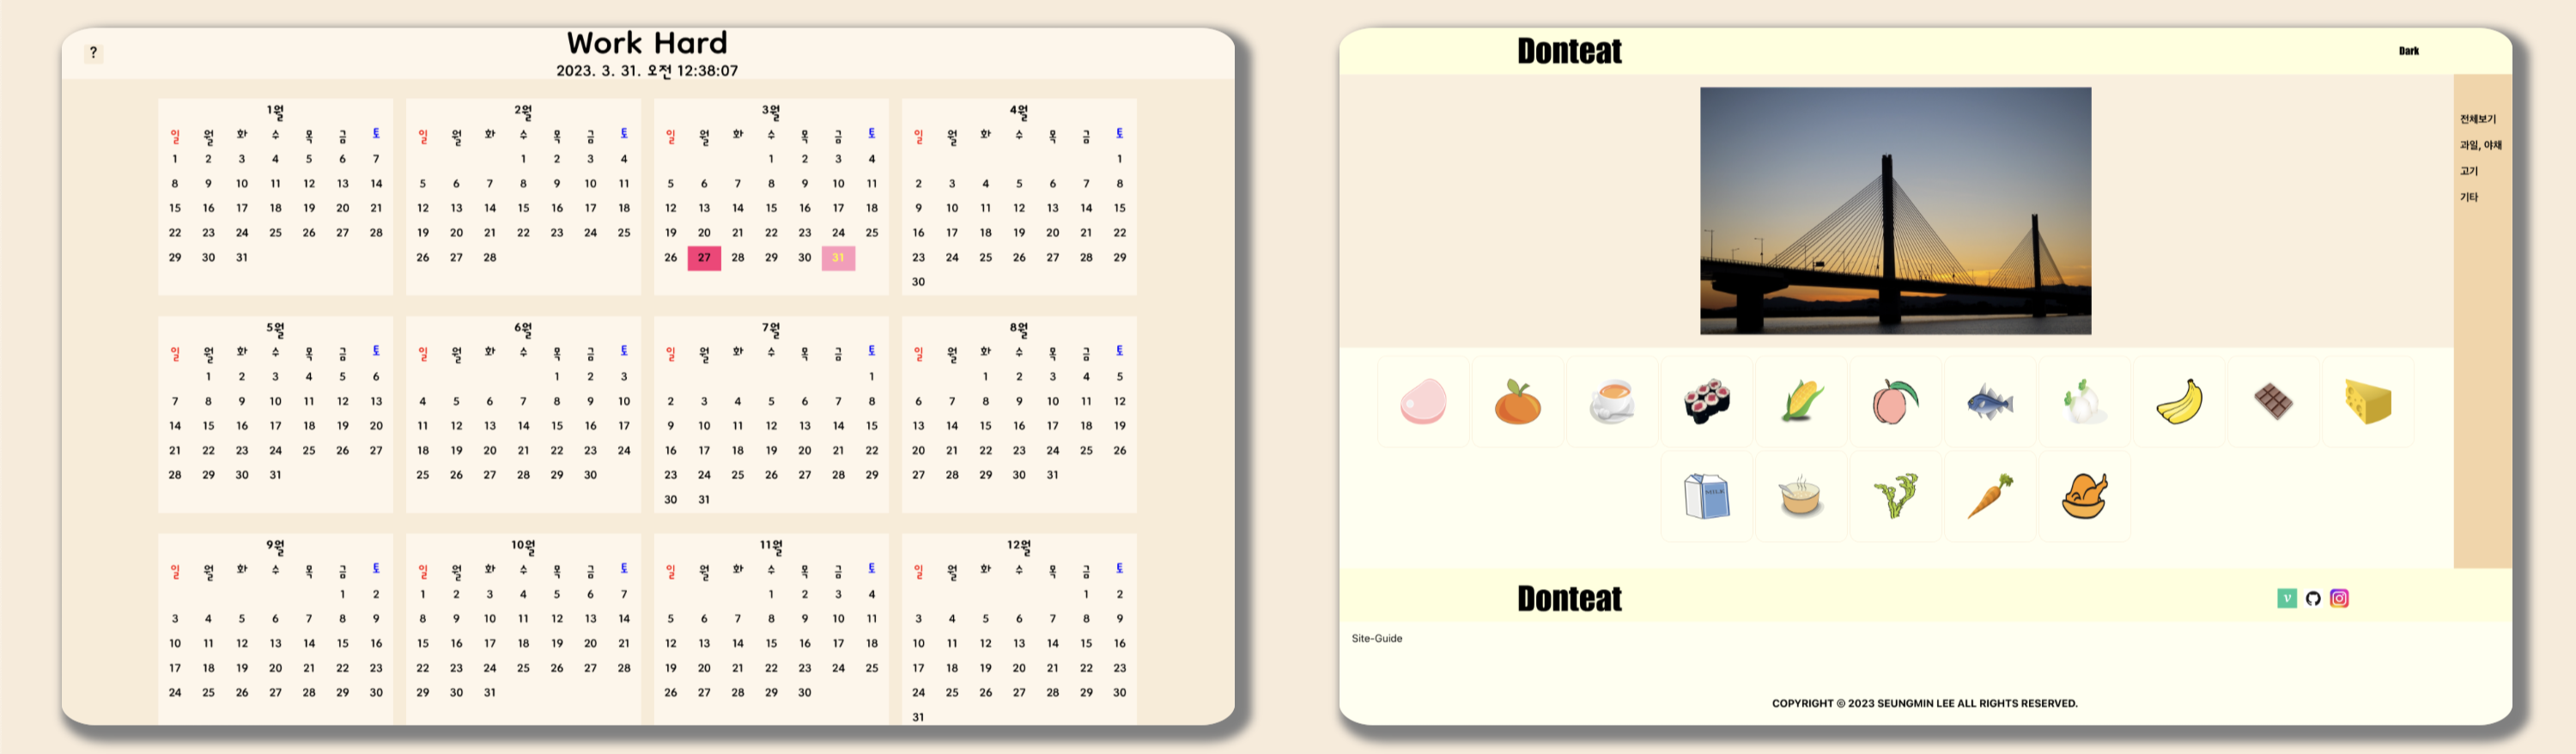 ?
Work Hard
2023. 3. 31. 오전 12:38:07
1월
일 월 화 수 목 금 토
1 2 3 4 5 6 7
8 9 10 11 12 13 14
15 16 17 18 19 20 21
22 23 24 25 26 27 28
29 30 31
2월
일 월 화 수 목 금 토
1 2 3 4
5 6 7 8 9 10 11
12 13 14 15 16 17 18
19 20 21 22 23 24 25
26 27 28
3월
일 월 화 수 목 금 토
1 2 3 4
5 6 7 8 9 10 11
12 13 14 15 16 17 18
19 20 21 22 23 24 25
26 27 28 29 30 31
4월
일 월 화 수 목 금 토
1
2 3 4 5 6 7 8
9 10 11 12 13 14 15
16 17 18 19 20 21 22
23 24 25 26 27 28 29
30
5월
일 월 화 수 목 금 토
1 2 3 4 5 6
7 8 9 10 11 12 13
14 15 16 17 18 19 20
21 22 23 24 25 26 27
28 29 30 31
6월
일 월 화 수 목 금 토
1 2 3
4 5 6 7 8 9 10
11 12 13 14 15 16 17
18 19 20 21 22 23 24
25 26 27 28 29 30
7월
일 월 화 수 목 금 토
1
2 3 4 5 6 7 8
9 10 11 12 13 14 15
16 17 18 19 20 21 22
23 24 25 26 27 28 29
30 31
8월
일 월 화 수 목 금 토
1 2 3 4 5
6 7 8 9 10 11 12
13 14 15 16 17 18 19
20 21 22 23 24 25 26
27 28 29 30 31
9월
일 월 화 수 목 금 토
1 2
3 4 5 6 7 8 9
10 11 12 13 14 15 16
17 18 19 20 21 22 23
24 25 26 27 28 29 30
10월
일 월 화 수 목 금 토
1 2 3 4 5 6 7
8 9 10 11 12 13 14
15 16 17 18 19 20 21
22 23 24 25 26 27 28
29 30 31
11월
일 월 화 수 목 금 토
1 2 3 4
5 6 7 8 9 10 11
12 13 14 15 16 17 18
19 20 21 22 23 24 25
26 27 28 29 30
12월
일 월 화 수 목 금 토
1 2
3 4 5 6 7 8 9
10 11 12 13 14 15 16
17 18 19 20 21 22 23
24 25 26 27 28 29 30
31
Donteat
Dark
전체보기
과일, 야채
고기
기타
MILK
Donteat
Site-Guide
COPYRIGHT © 2023 SEUNGMIN LEE ALL RIGHTS RESERVED.